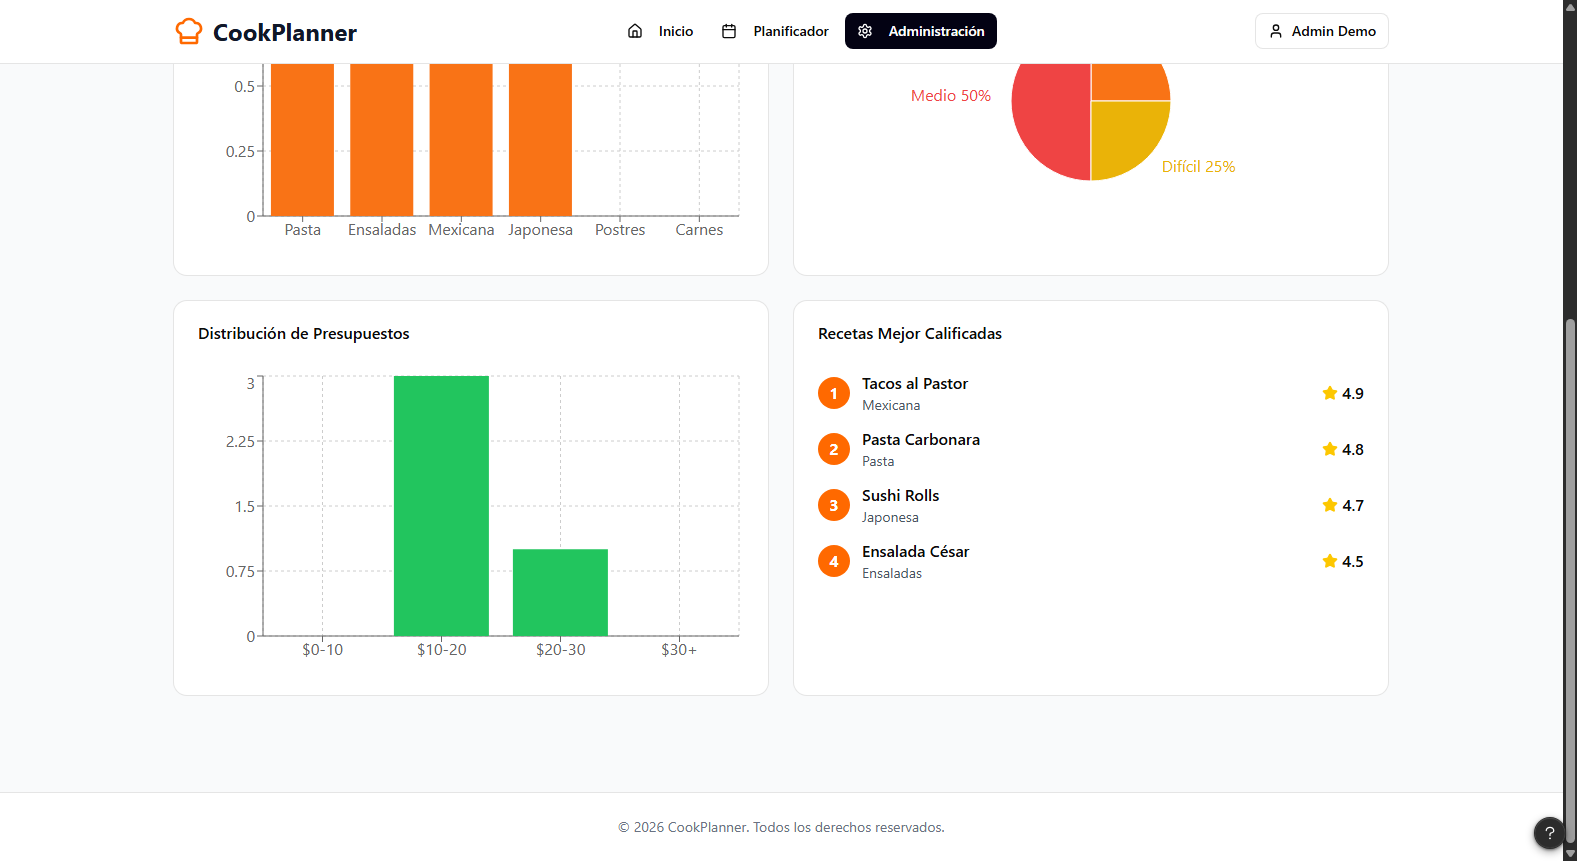 CookPlanner
Inicio
Planificador
Administración
Admin Demo
0.5
0.25
0
Pasta
Ensaladas
Mexicana
Japonesa
Postres
Carnes
Medio 50%
Difícil 25%
Distribución de Presupuestos
3
2.25
1.5
0.75
0
$0-10
$10-20
$20-30
$30+
Recetas Mejor Calificadas
1
Tacos al Pastor
Mexicana
4.9
2
Pasta Carbonara
Pasta
4.8
3
Sushi Rolls
Japonesa
4.7
4
Ensalada César
Ensaladas
4.5
© 2026 CookPlanner. Todos los derechos reservados.
?